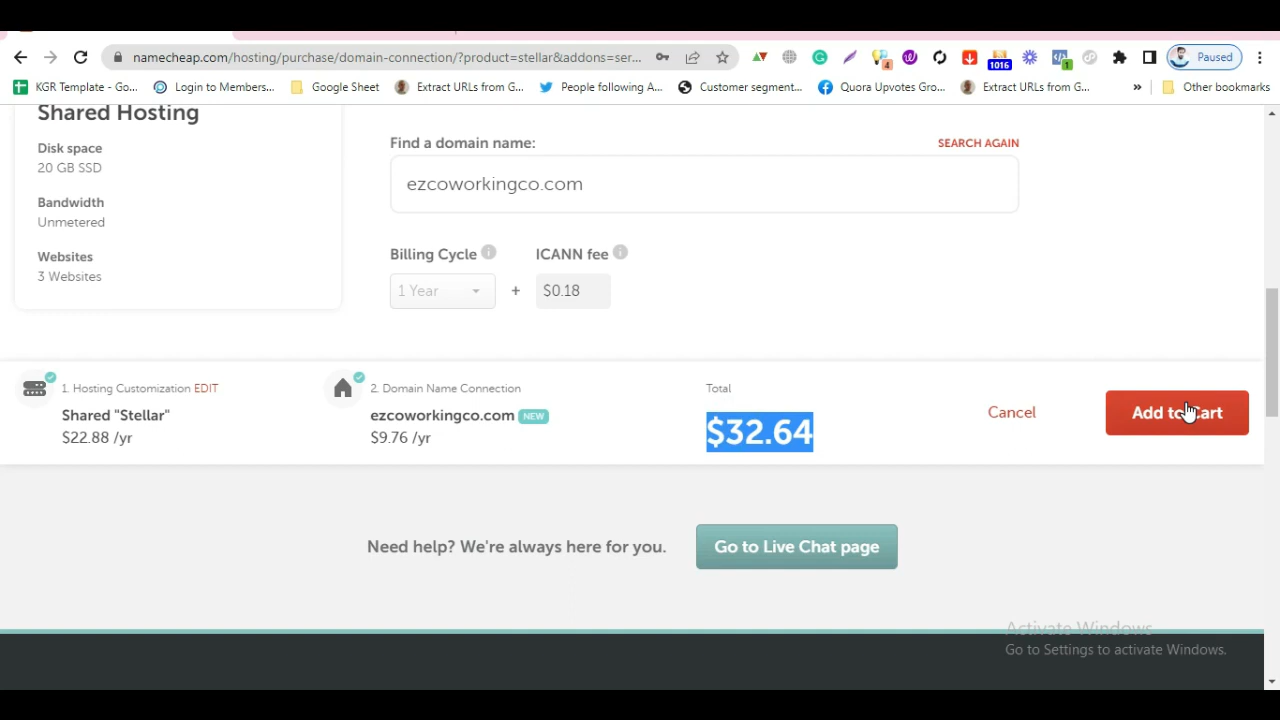 namecheap.com/hosting/purchase/domain-connection/?product=stellar&addons=ser...
4
1016
1
Paused
KGR Template - Go...
Login to Members...
Google Sheet
Extract URLs from G...
People following A...
Customer segment...
Quora Upvotes Gro...
Extract URLs from G...
»
Other bookmarks
Shared Hosting
Disk space
20 GB SSD
Bandwidth
Unmetered
Websites
3 Websites
Find a domain name:
SEARCH AGAIN
ezcoworkingco.com
Billing Cycle
ICANN fee
1 Year
+
$0.18
1. Hosting Customization EDIT
Shared "Stellar"
$22.88 /yr
2. Domain Name Connection
ezcoworkingco.com NEW
$9.76 /yr
Total
$32.64
Cancel
Add to Cart
Need help? We're always here for you.
Go to Live Chat page
Activate Windows
Go to Settings to activate Windows.